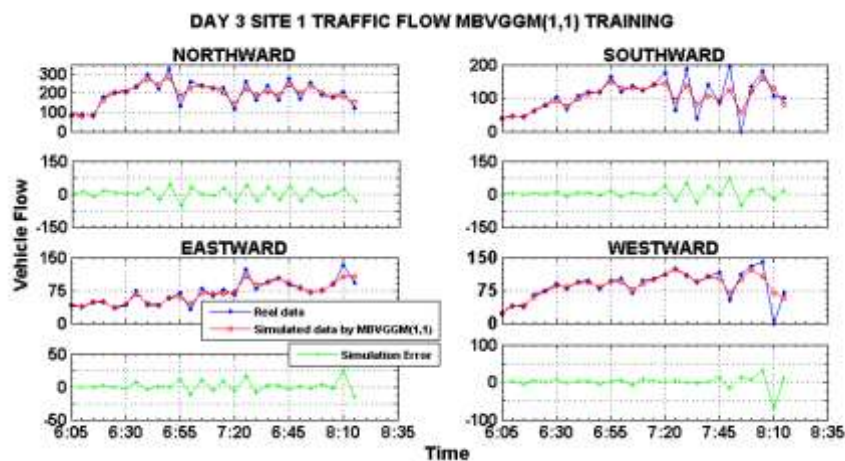 DAY 3 SITE 1 TRAFFIC FLOW MBVGGM(1,1) TRAINING
NORTHWARD
SOUTHWARD
300
200
100
0
200
100
0
150
0
-150
150
0
-150
Vehicle Flow
EASTWARD
WESTWARD
150
75
0
150
75
0
Real data
Simulated data by MBVGGM(1,1)
Simulation Error
50
0
-50
100
0
-100
6:05 6:30 6:55 7:20 6:45 8:10 8:35
6:05 6:30 6:55 7:20 7:45 8:10 8:35
Time